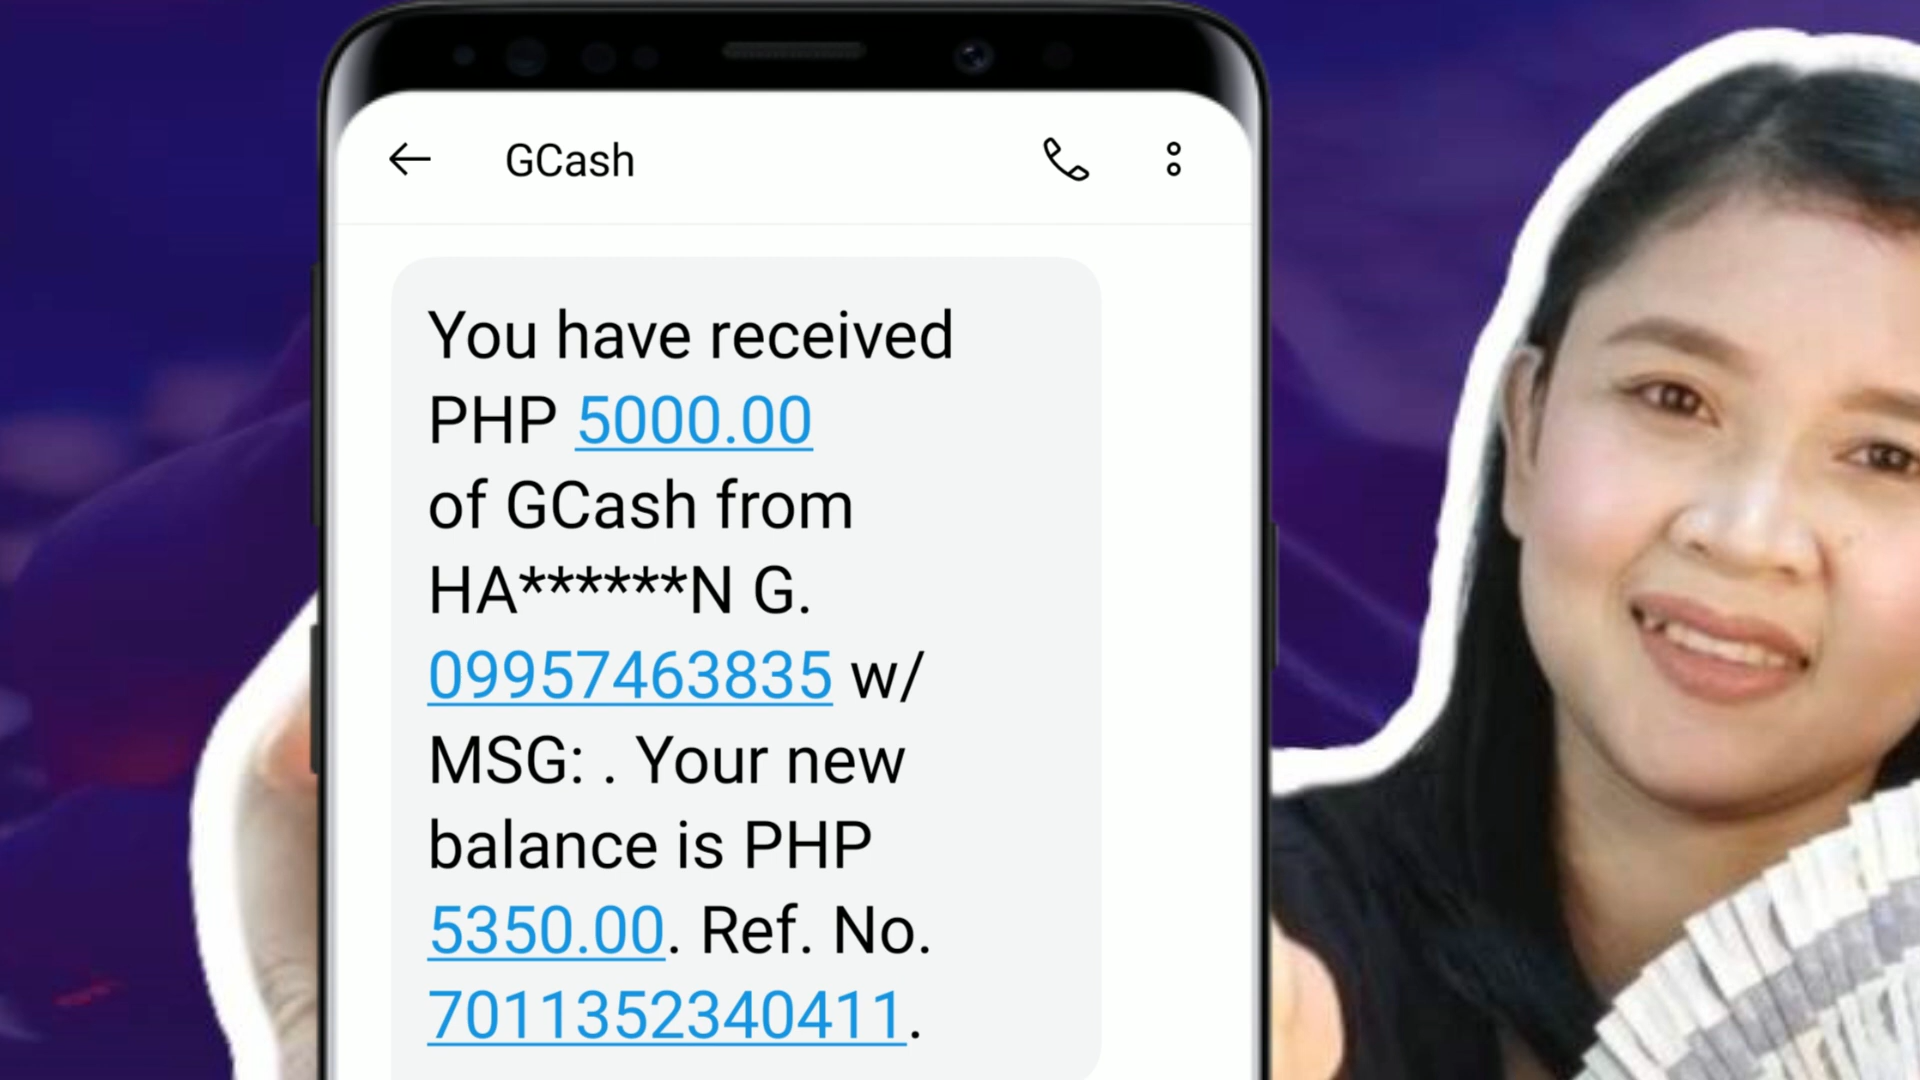 GCash
You have received
PHP 5000.00
of GCash from
HA******N G.
09957463835 w/
MSG: . Your new
balance is PHP
5350.00. Ref. No.
7011352340411.